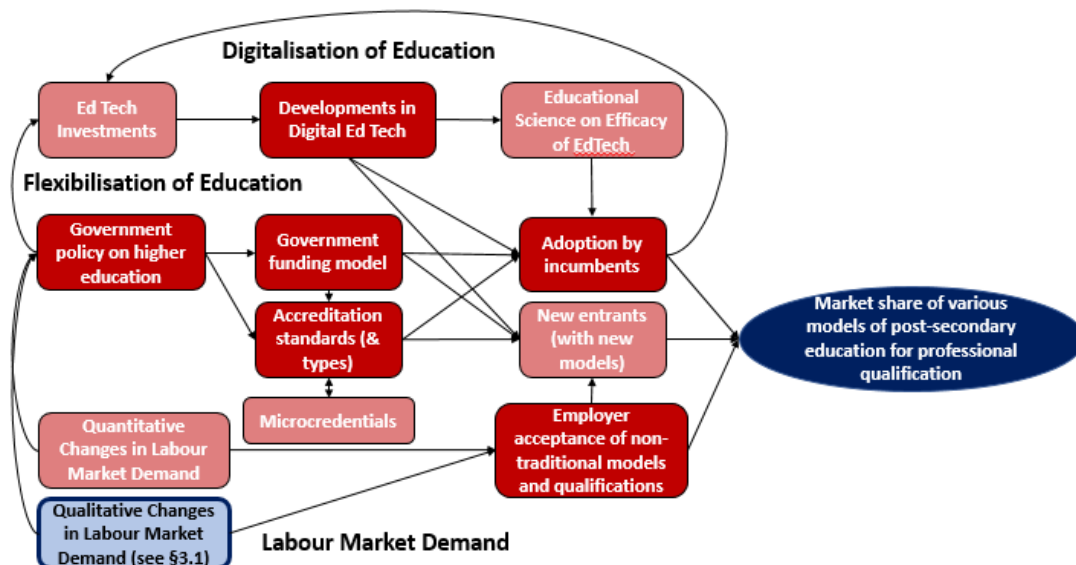 Digitalisation of Education
Ed Tech
Investments
Developments in
Digital Ed Tech
Educational
Science on Efficacy
of EdTech
Flexibilisation of Education
Government
policy on higher
education
Government
funding model
Adoption by
incumbents
Accreditation
standards (&
types)
New entrants
(with new
models)
Market share of various
models of post-secondary
education for professional
qualification
Microcredentials
Quantitative
Changes in Labour
Market Demand
Employer
acceptance of non-
traditional models
and qualifications
Qualitative Changes
in Labour Market
Demand (see §3.1)
Labour Market Demand